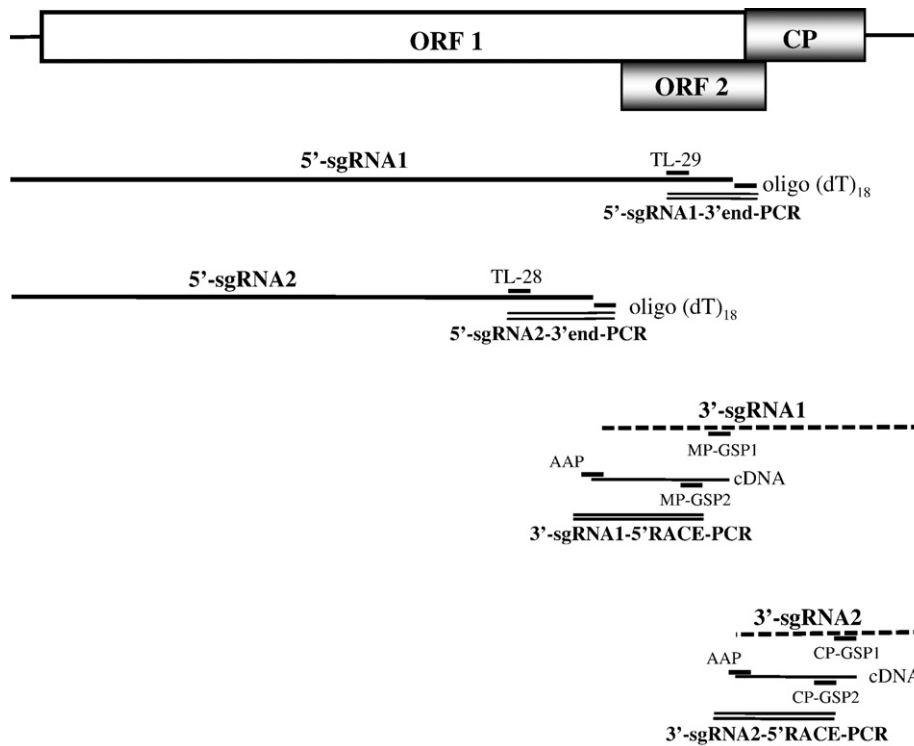 ORF 1
CP
ORF 2
5'-sgRNA1
TL-29
oligo (dT)18
5'-sgRNA1-3'end-PCR
5'-sgRNA2
TL-28
oligo (dT)18
5'-sgRNA2-3'end-PCR
3'-sgRNA1
MP-GSP1
AAP
cDNA
MP-GSP2
3'-sgRNA1-5'RACE-PCR
3'-sgRNA2
CP-GSP1
AAP
cDNA
CP-GSP2
3'-sgRNA2-5'RACE-PCR